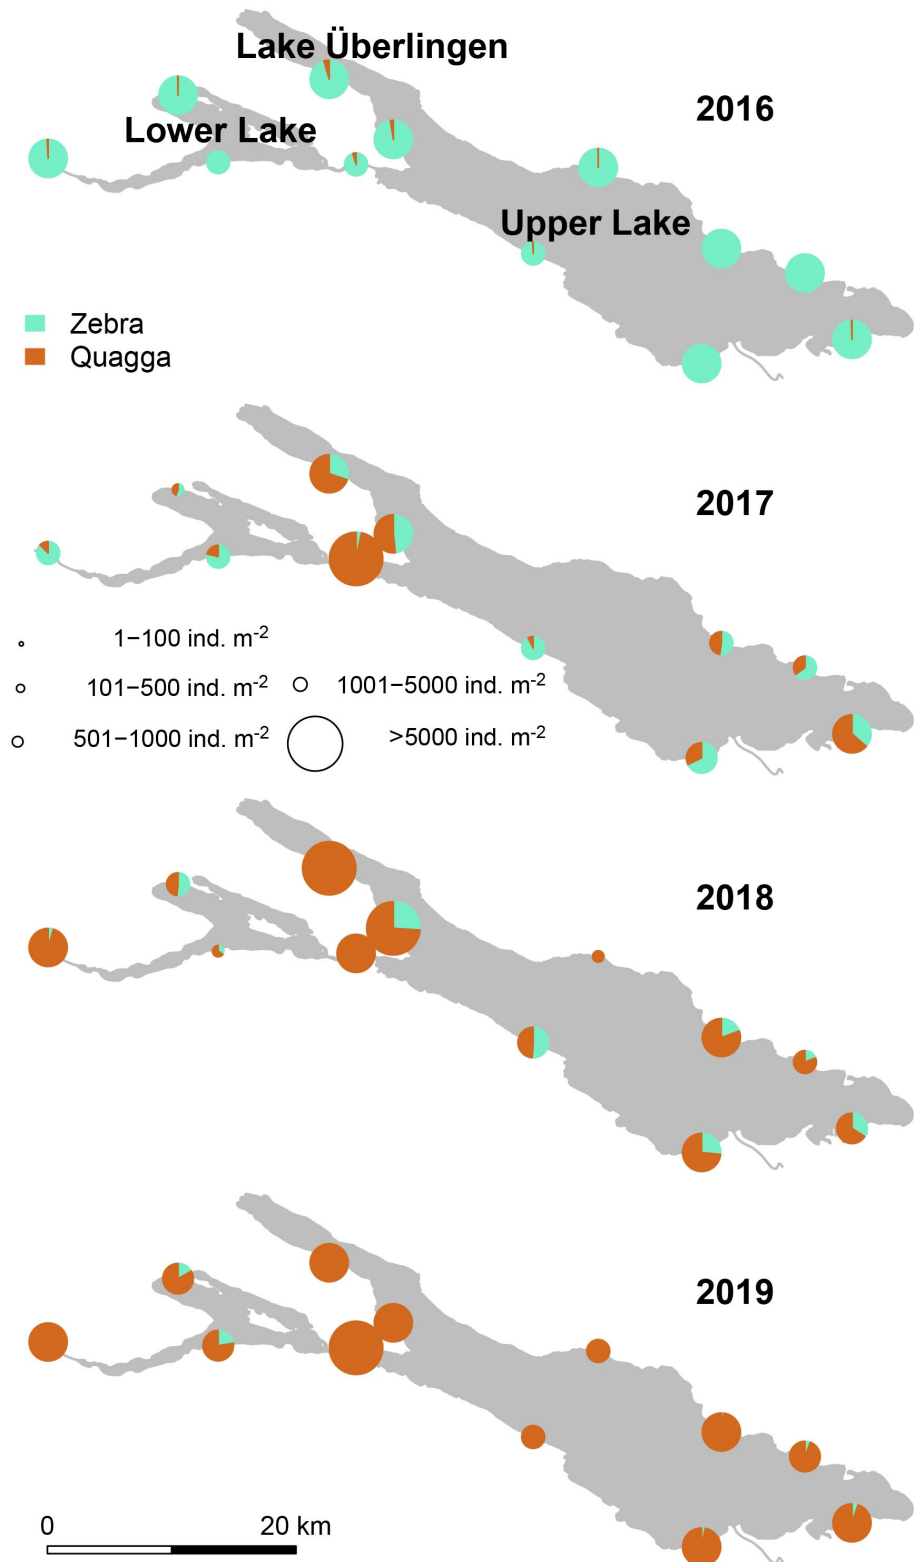 Lake Überlingen
2016
Lower Lake
Upper Lake
Zebra
Quagga
2017
1−100 ind. m-2
101−500 ind. m-2
1001−5000 ind. m-2
501−1000 ind. m-2
>5000 ind. m-2
2018
2019
0
20 km